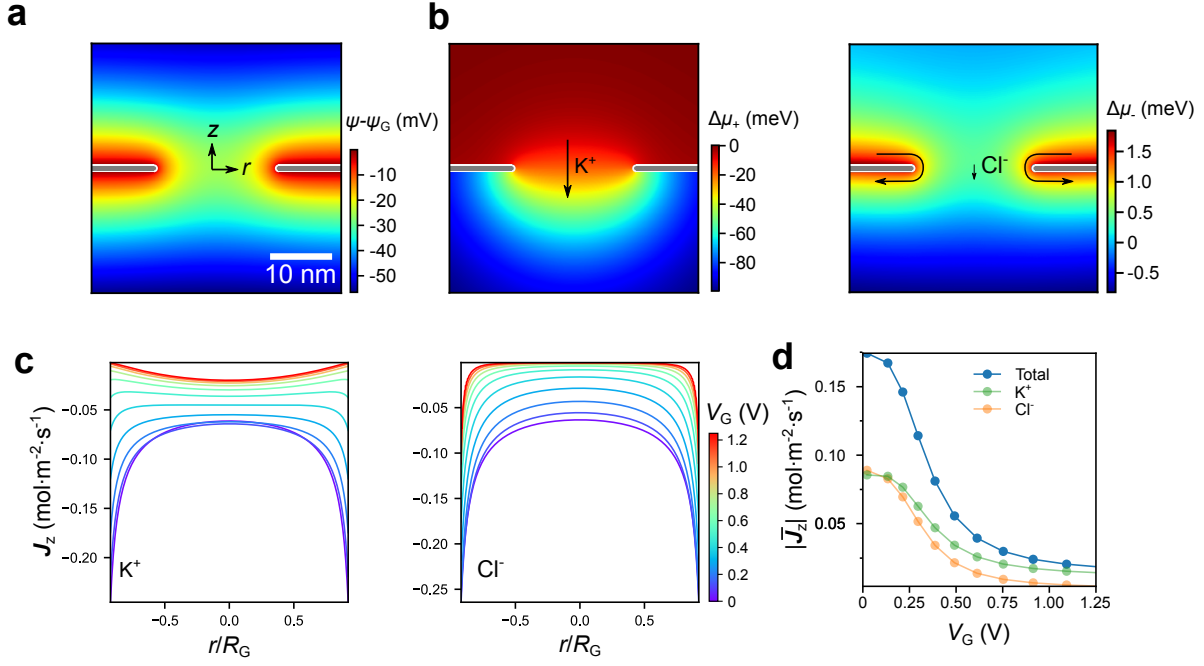 a
b
ψ-ψG (mV)
z
r
-10
-20
-30
-40
-50
10 nm
Δμ+ (meV)
K+
0
-20
-40
-60
-80
Δμ- (meV)
Cl-
1.5
1.0
0.5
0
-0.5
c
Jz (mol·m-2·s-1)
−0.05
−0.10
−0.15
−0.20
K+
−0.5
0.0
0.5
r/RG
−0.05
−0.10
−0.15
−0.20
−0.25
Cl-
−0.5
0.0
0.5
r/RG
VG (V)
1.2
1.0
0.8
0.6
0.4
0.2
0
d
|J̅z| (mol·m-2·s-1)
0.15
0.10
0.05
Total
K+
Cl-
0
0.25
0.50
0.75
1.00
1.25
VG (V)